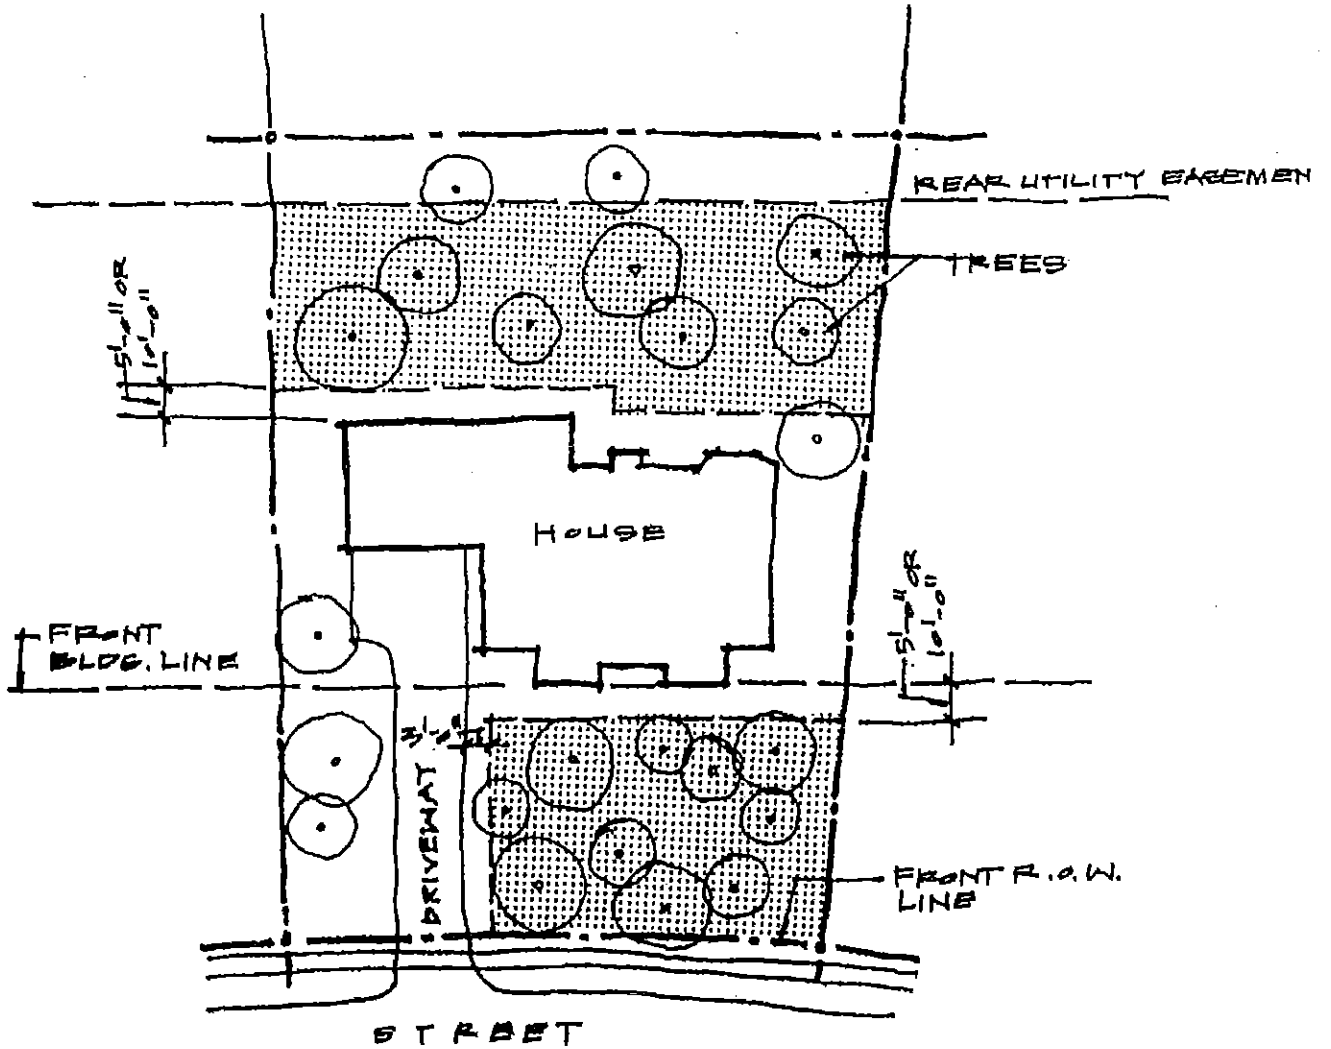 REAR UTILITY EASEMEN
TREES
5'-0" OR
10'-0"
HOUSE
5'-0" OR
10'-0"
FRONT
BLDG. LINE
3'-0"
DRIVEWAY
FRONT R.O.W.
LINE
STREET